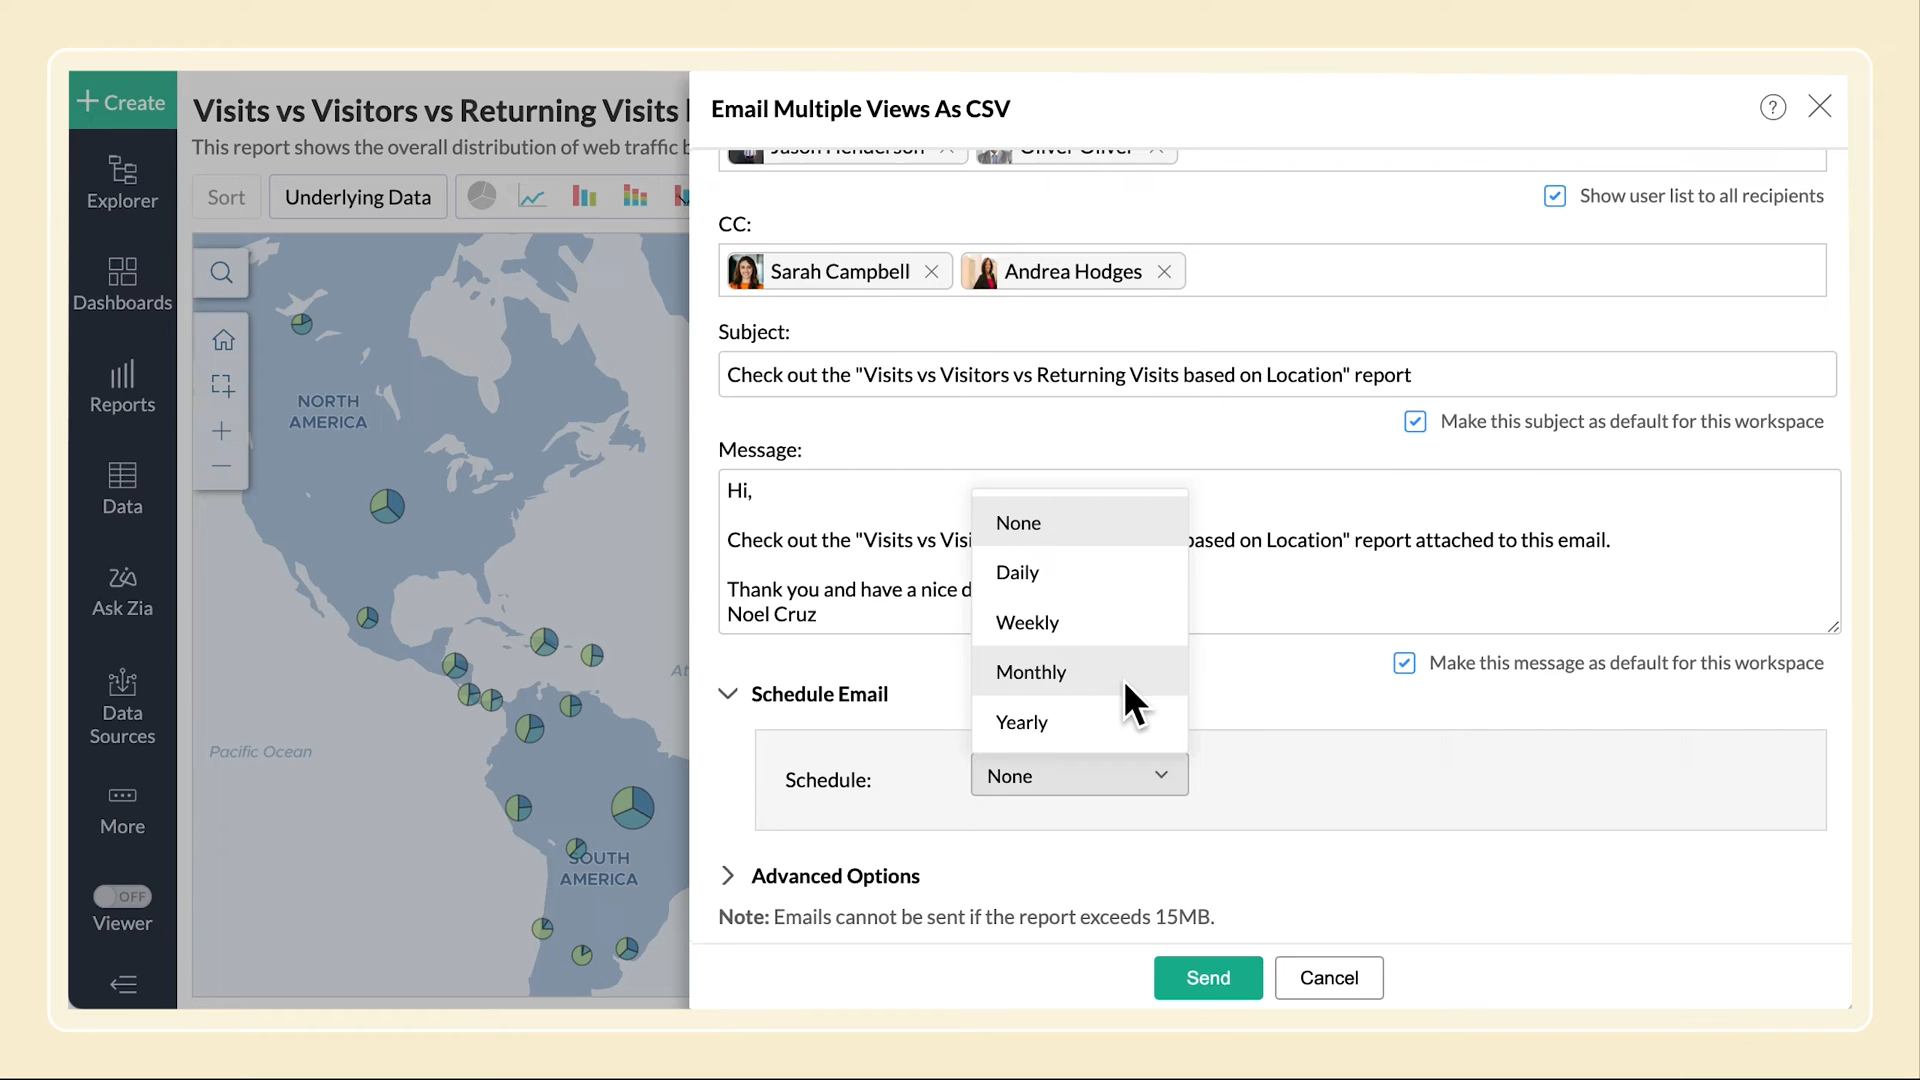 Create
Explorer
Dashboards
Reports
Data
Ask Zia
Data
Sources
More
OFF
Viewer
Visits vs Visitors vs Returning Visits
This report shows the overall distribution of web traffic
Sort
Underlying Data
NORTH
AMERICA
Pacific Ocean
At
SOUTH
AMERICA
Email Multiple Views As CSV
?
Jason Henderson
Oliver Oliver
Show user list to all recipients
CC:
Sarah Campbell
Andrea Hodges
Subject:
Check out the "Visits vs Visitors vs Returning Visits based on Location" report
Make this subject as default for this workspace
Message:
Hi,
Check out the "Visits vs Visi ased on Location" report attached to this email.
Thank you and have a nice d
Noel Cruz
None
Daily
Weekly
Monthly
Yearly
Make this message as default for this workspace
Schedule Email
Schedule:
None
Advanced Options
Note: Emails cannot be sent if the report exceeds 15MB.
Send
Cancel